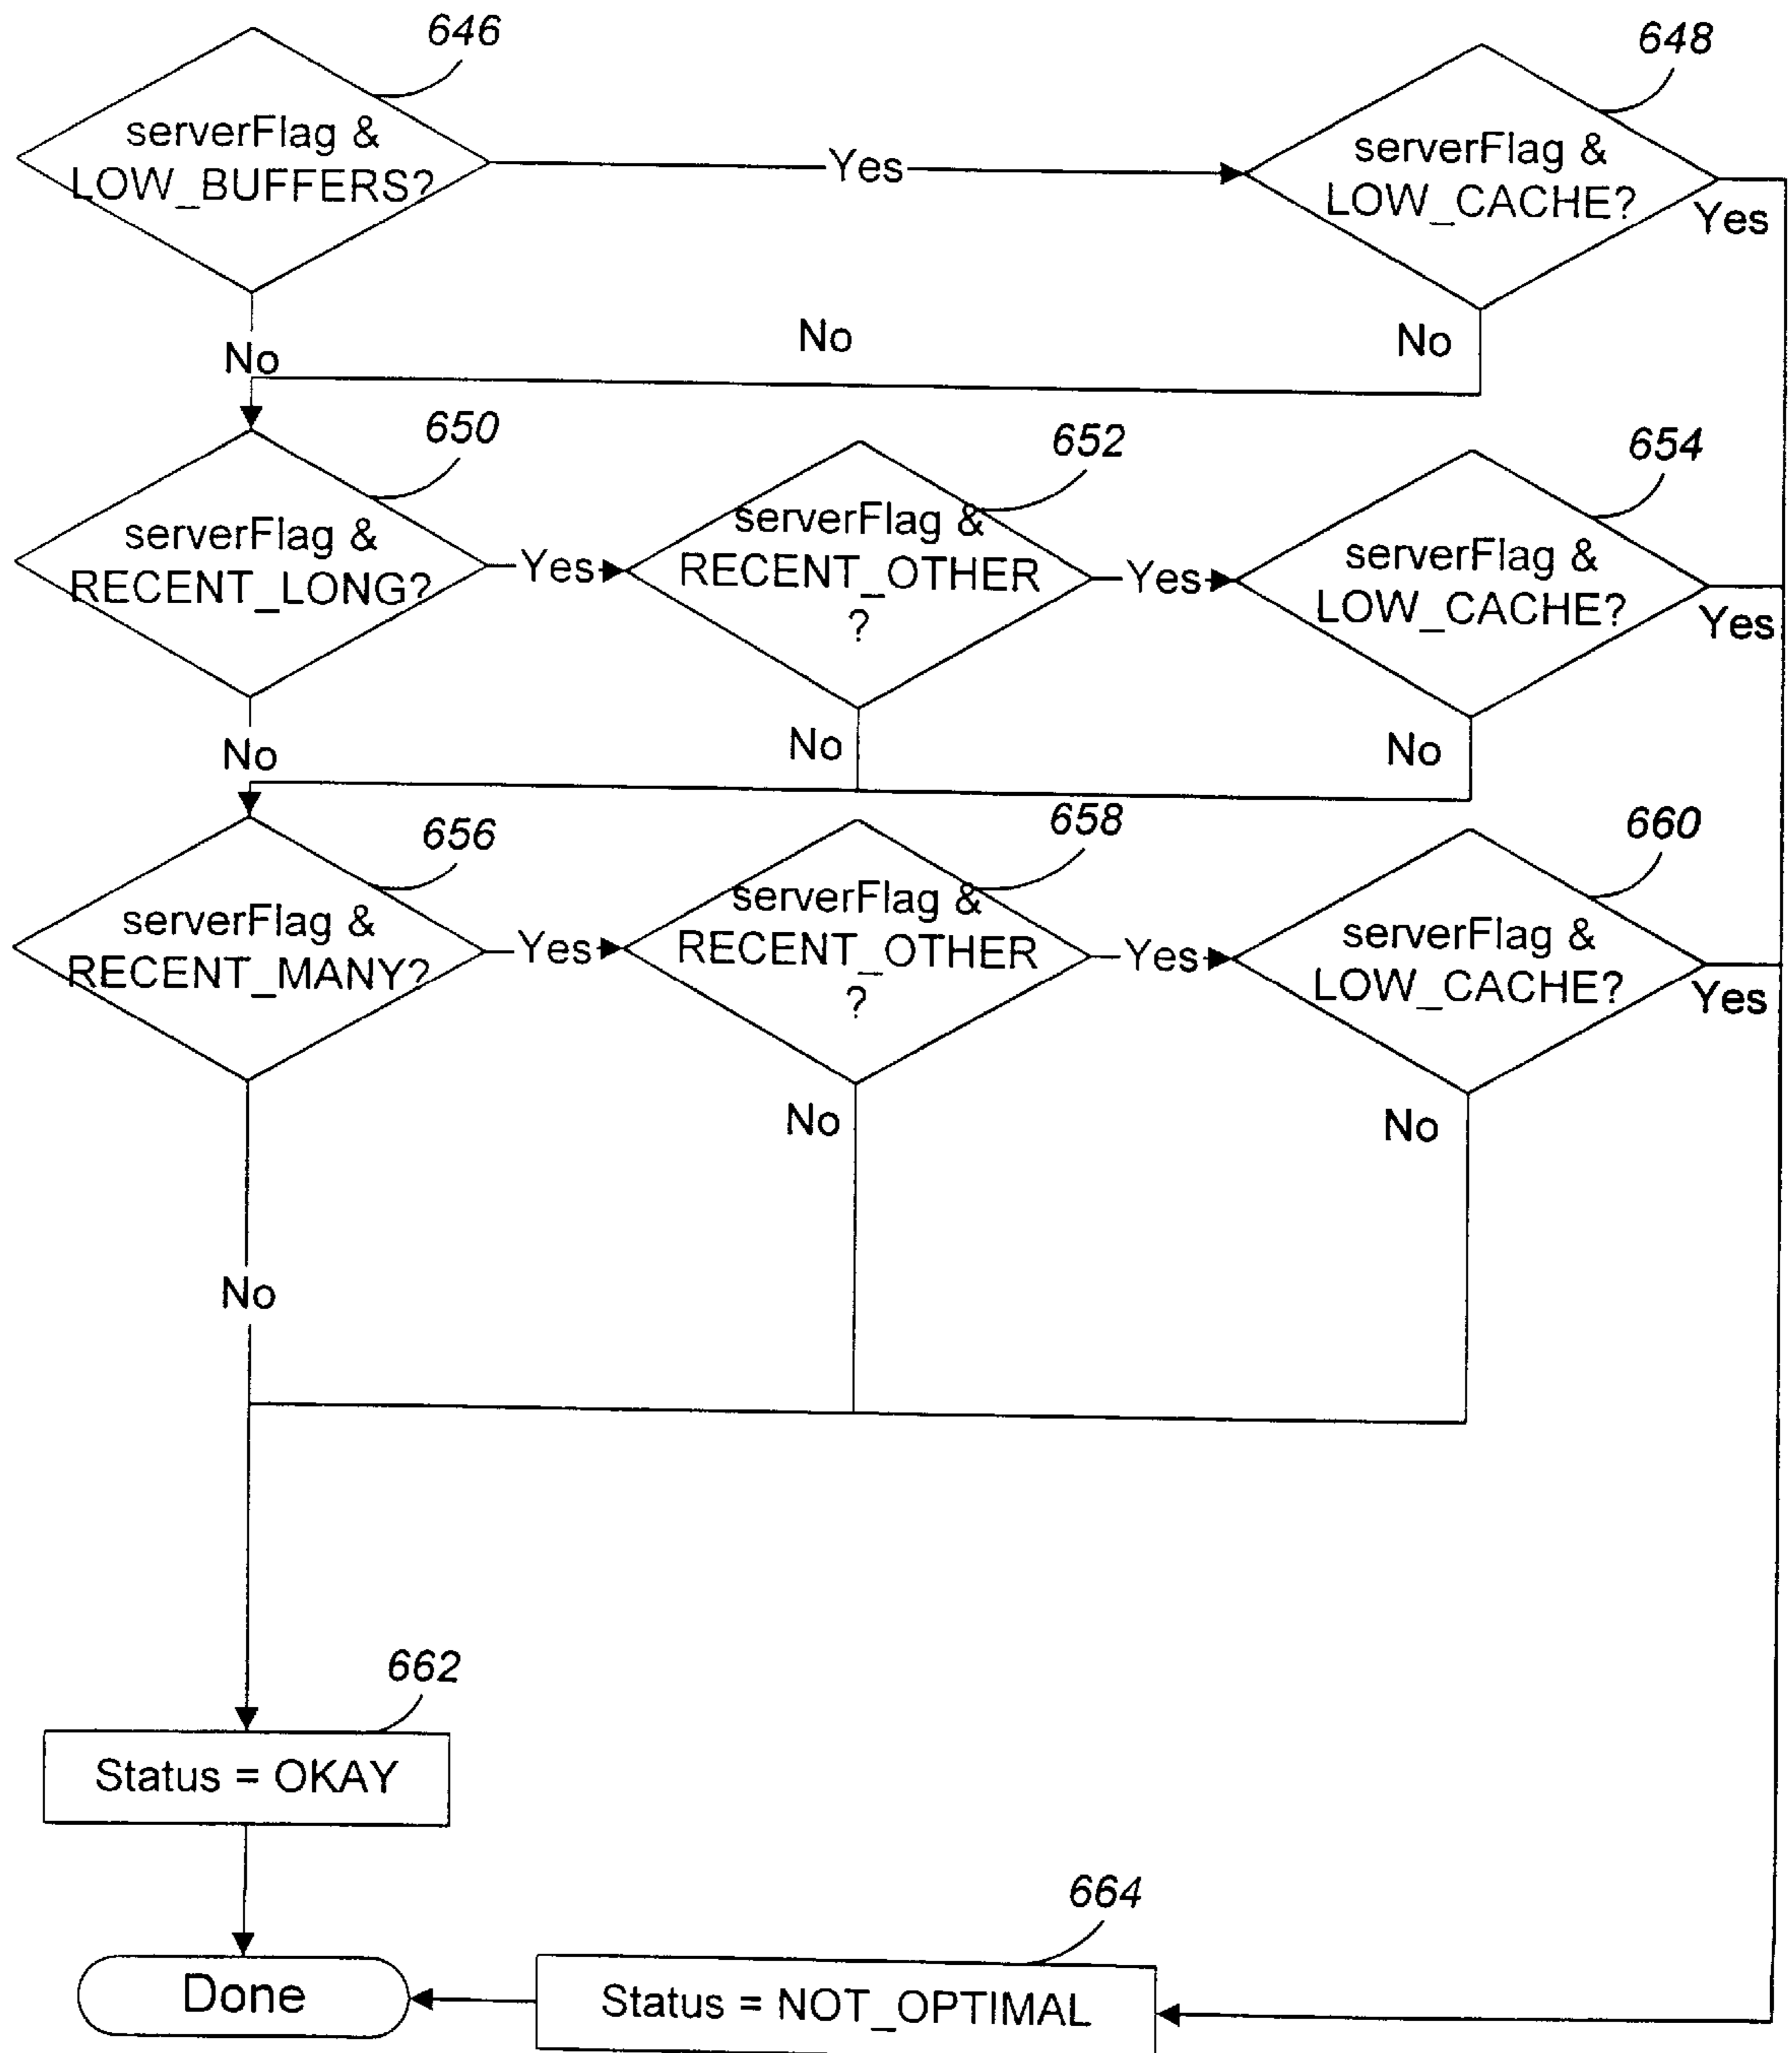 646
serverFlag &
LOW_BUFFERS?
Yes
648
serverFlag &
LOW_CACHE?
Yes
No
No
No
650
serverFlag &
RECENT_LONG?
Yes
652
serverFlag &
RECENT_OTHER
?
Yes
654
serverFlag &
LOW_CACHE?
Yes
No
No
No
656
serverFlag &
RECENT_MANY?
Yes
658
serverFlag &
RECENT_OTHER
?
Yes
660
serverFlag &
LOW_CACHE?
Yes
No
No
No
662
Status = OKAY
664
Done
Status = NOT_OPTIMAL